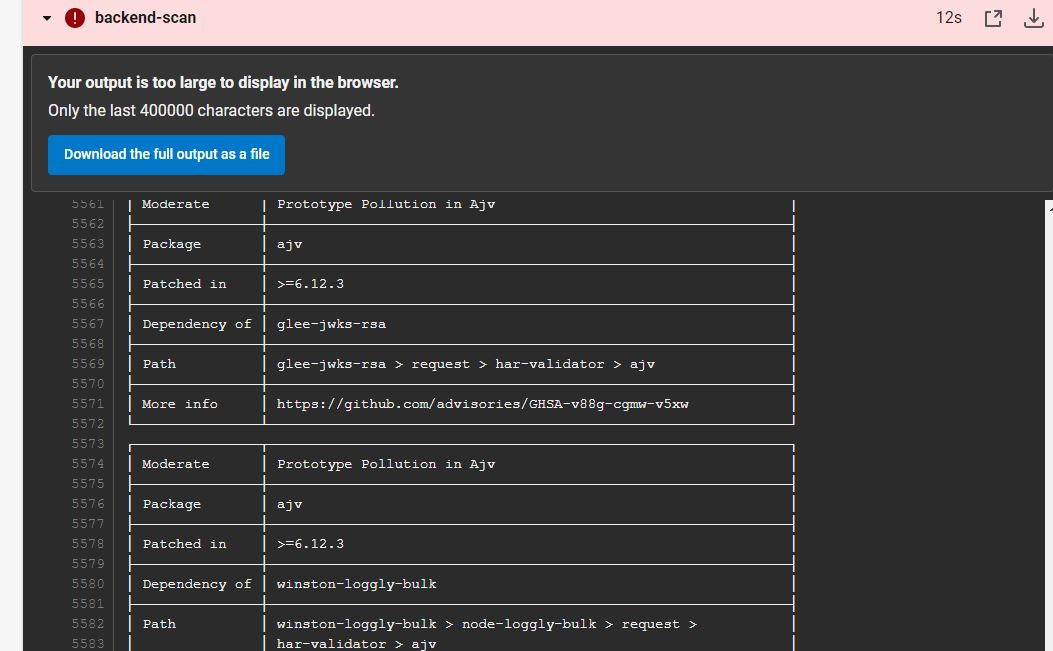 backend-scan 12s
Your output is too large to display in the browser.
Only the last 400000 characters are displayed.
Download the full output as a file
5561 | Moderate | Prototype Pollution in Ajv |
5562
5563 | Package | ajv |
5564
5565 | Patched in | >=6.12.3 |
5566
5567 | Dependency of | glee-jwks-rsa |
5568
5569 | Path | glee-jwks-rsa > request > har-validator > ajv |
5570
5571 | More info | https://github.com/advisories/GHSA-v88g-cgmw-v5xw |
5572
5573
5574 | Moderate | Prototype Pollution in Ajv |
5575
5576 | Package | ajv |
5577
5578 | Patched in | >=6.12.3 |
5579
5580 | Dependency of | winston-loggly-bulk |
5581
5582 | Path | winston-loggly-bulk > node-loggly-bulk > request > |
5583 | | har-validator > ajv |